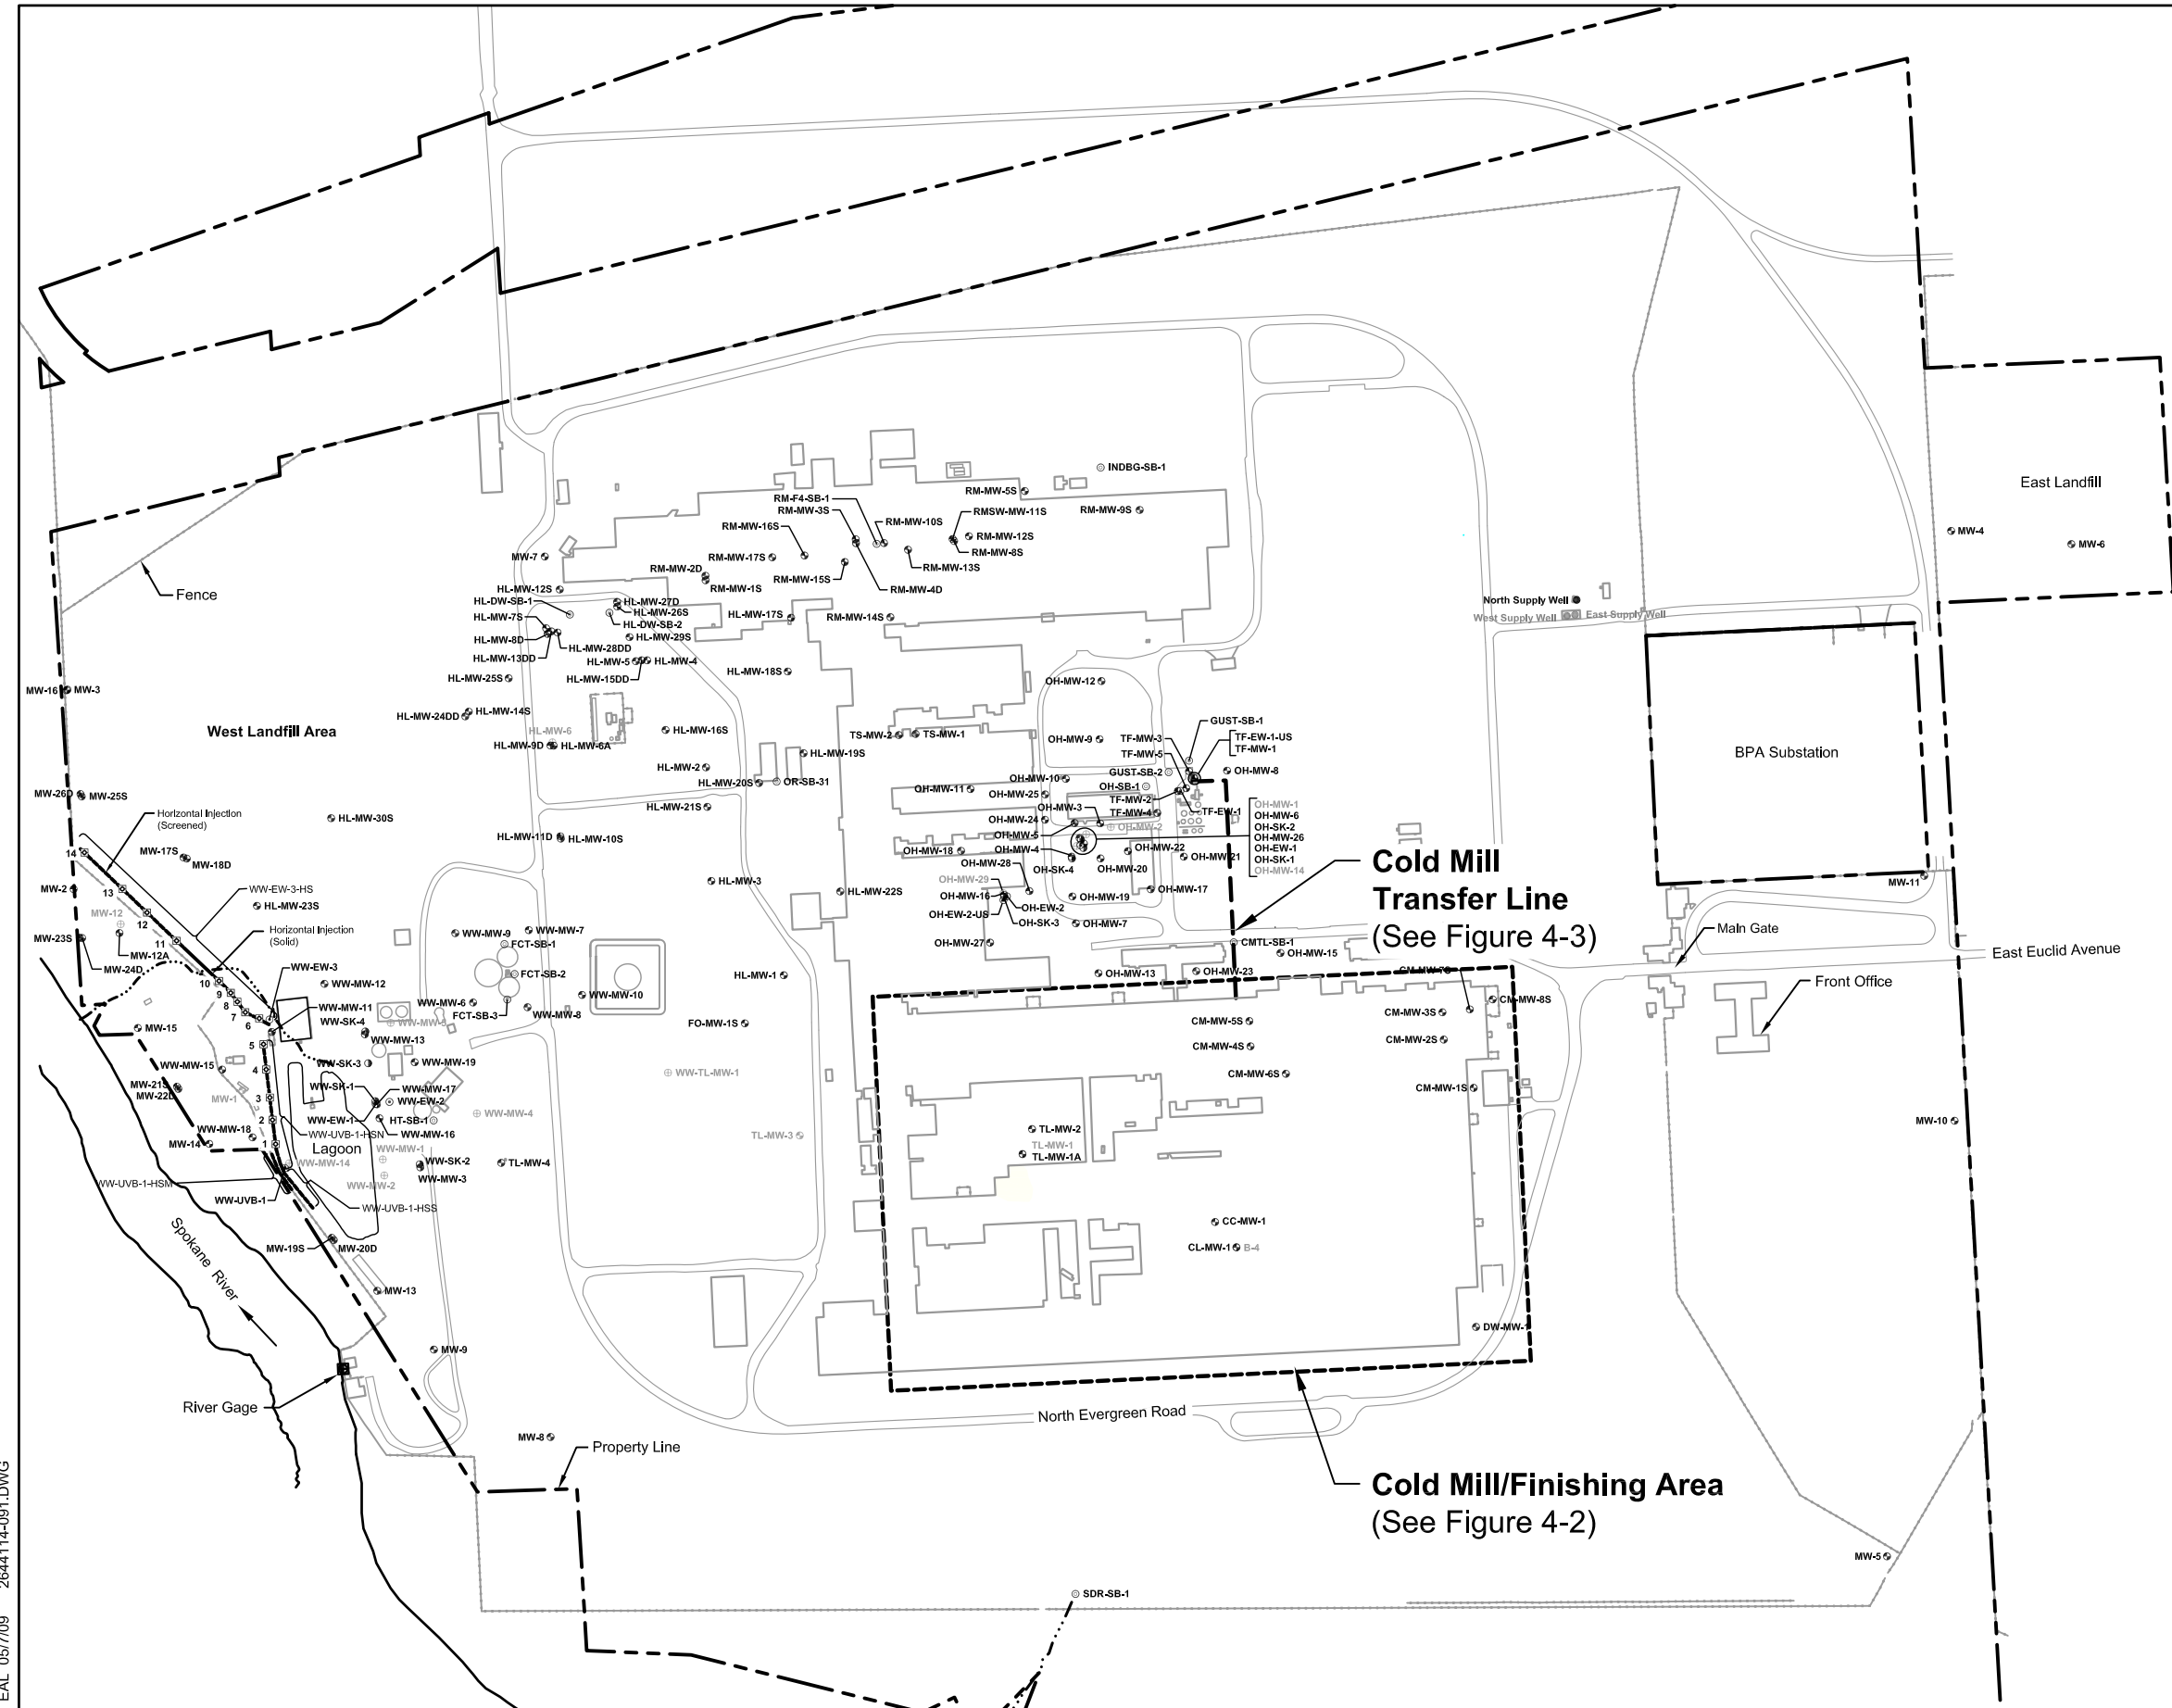 INDBG-SB-1
RM-MW-5S
RM-F4-SB-1
RM-MW-3S
RM-MW-16S
RM-MW-10S
RMSW-MW-11S
RM-MW-9S
RM-MW-12S
RM-MW-8S
RM-MW-17S
RM-MW-13S
RM-MW-2D
RM-MW-15S
RM-MW-1S
RM-MW-4D
RM-MW-14S
East Landfill
MW-4
MW-6
MW-7
Fence
HL-MW-12S
HL-DW-SB-1
HL-MW-27D
HL-MW-26S
HL-MW-7S
HL-DW-SB-2
HL-MW-17S
HL-MW-8D
HL-MW-29S
HL-MW-28DD
HL-MW-13DD
HL-MW-5
HL-MW-4
HL-MW-15DD
HL-MW-18S
HL-MW-25S
North Supply Well
West Supply Well
East Supply Well
MW-16
MW-3
West Landfill Area
HL-MW-14S
HL-MW-24DD
HL-MW-6
HL-MW-16S
HL-MW-9D
HL-MW-6A
HL-MW-19S
HL-MW-2
HL-MW-20S
OR-SB-31
HL-MW-21S
TS-MW-2
TS-MW-1
OH-MW-12
OH-MW-9
GUST-SB-1
TF-MW-3
TF-EW-1-US
TF-MW-1
TF-MW-5
GUST-SB-2
OH-MW-8
OH-MW-10
OH-SB-1
OH-MW-11
OH-MW-25
TF-MW-2
OH-MW-3
TF-MW-4
TF-EW-1
OH-MW-24
OH-MW-2
OH-MW-5
OH-MW-1
OH-MW-6
OH-SK-2
OH-MW-26
OH-EW-1
OH-SK-1
OH-MW-14
OH-MW-18
OH-MW-4
OH-MW-22
OH-MW-21
OH-MW-28
OH-SK-4
OH-MW-20
OH-MW-29
OH-MW-16
OH-MW-19
OH-MW-17
OH-EW-2
OH-EW-2-US
OH-SK-3
OH-MW-7
OH-MW-27
CMTL-SB-1
OH-MW-15
OH-MW-13
OH-MW-23
BPA Substation
MW-11
Cold Mill
Transfer Line
(See Figure 4-3)
Main Gate
East Euclid Avenue
Front Office
MW-26D
MW-25S
Horizontal Injection
(Screened)
HL-MW-30S
MW-17S
MW-18D
HL-MW-11D
HL-MW-10S
14
MW-2
13
WW-EW-3-HS
HL-MW-23S
HL-MW-3
HL-MW-22S
MW-12
12
Horizontal Injection
(Solid)
MW-23S
11
MW-12A
MW-24D
WW-MW-9
WW-MW-7
FCT-SB-1
WW-EW-3
FCT-SB-2
HL-MW-1
10
WW-MW-12
9
8
WW-MW-11
WW-MW-6
WW-MW-10
FCT-SB-3
WW-MW-8
7
6
WW-SK-4
WW-MW-5
FO-MW-1S
MW-15
WW-MW-13
5
WW-SK-3
WW-MW-19
4
WW-MW-15
WW-TL-MW-1
MW-21S
MW-22D
WW-SK-1
WW-MW-17
MW-1
3
WW-EW-2
WW-MW-4
2
WW-EW-1
HT-SB-1
WW-MW-18
WW-UVB-1-HSN
WW-MW-16
MW-14
1
Lagoon
WW-MW-1
WW-MW-14
WW-SK-2
TL-MW-4
TL-MW-3
WW-MW-3
WW-MW-2
WW-UVB-1-HSM
WW-UVB-1
WW-UVB-1-HSS
Spokane River
MW-19S
MW-20D
MW-13
MW-9
River Gage
MW-8
Property Line
CM-MW-7S
CM-MW-8S
CM-MW-3S
CM-MW-5S
CM-MW-2S
CM-MW-4S
CM-MW-6S
CM-MW-1S
TL-MW-2
TL-MW-1
TL-MW-1A
CC-MW-1
CL-MW-1
B-4
DW-MW-1
MW-10
North Evergreen Road
Cold Mill/Finishing Area
(See Figure 4-2)
MW-5
SDR-SB-1
EAL 05/7/09 2644114-091.DWG